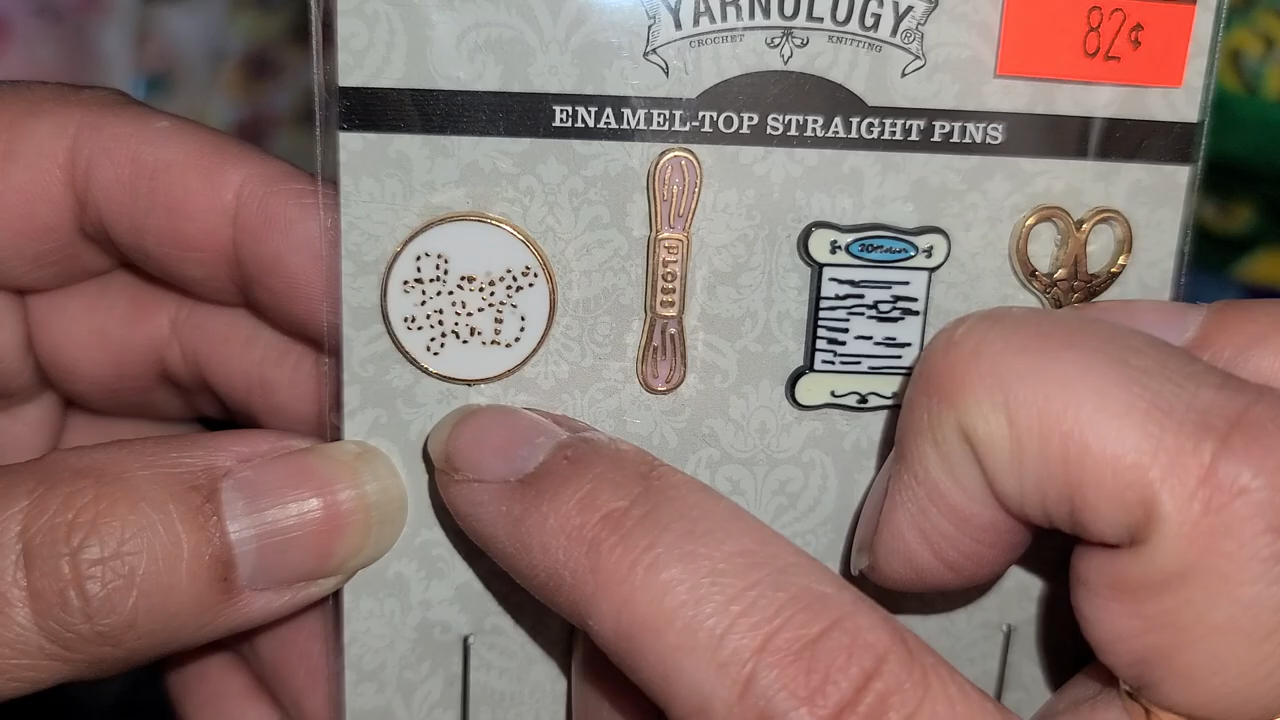 YARNOLOGY®
CROCHET KNITTING
82¢
ENAMEL-TOP STRAIGHT PINS
FLOSS